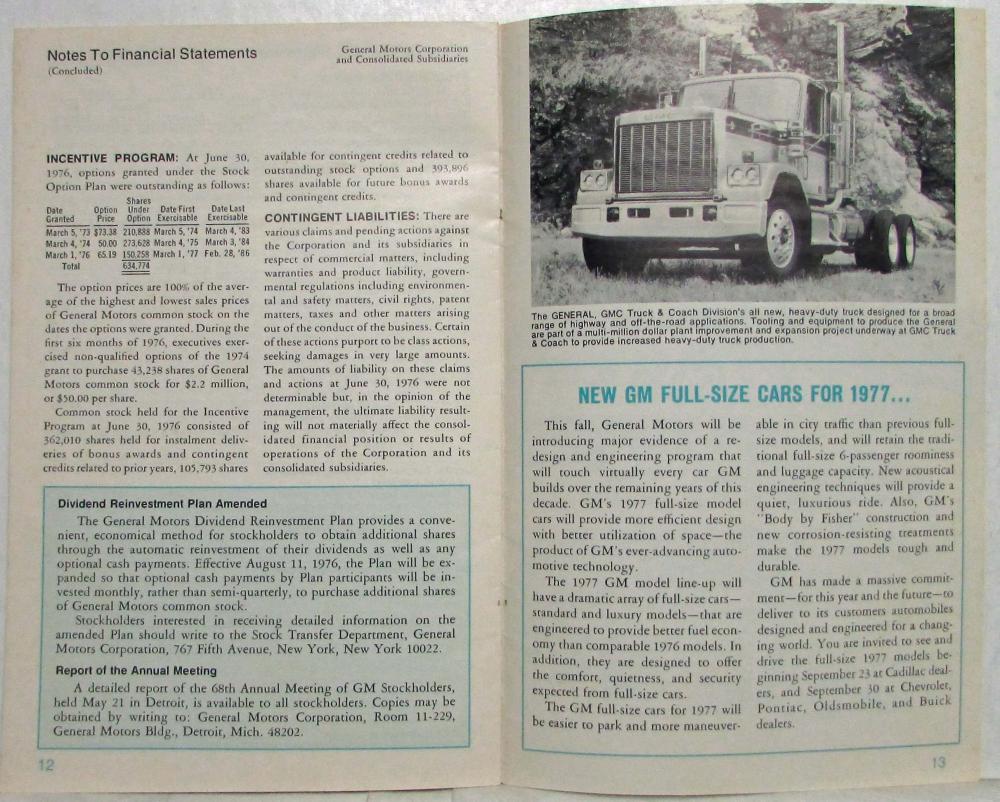 Notes To Financial Statements
(Concluded)
General Motors Corporation
and Consolidated Subsidiaries
INCENTIVE PROGRAM: At June 30,
1976, options granted under the Stock
Option Plan were outstanding as follows:
Date Granted Option Price Shares Under Option Date First Exercisable Date Last Exercisable
March 5, '73 $73.38 210,888 March 5, '74 March 4, '83
March 4, '74 50.00 273,628 March 4, '75 March 3, '84
March 1, '76 65.19 150,258 March 1, '77 Feb. 28, '86
Total 634,774
The option prices are 100% of the aver-
age of the highest and lowest sales prices
of General Motors common stock on the
dates the options were granted. During the
first six months of 1976, executives exer-
cised non-qualified options of the 1974
grant to purchase 43,238 shares of General
Motors common stock for $2.2 million,
or $50.00 per share.
Common stock held for the Incentive
Program at June 30, 1976 consisted of
362,010 shares held for instalment deliv-
eries of bonus awards and contingent
credits related to prior years, 105,793 shares
available for contingent credits related to
outstanding stock options and 393,896
shares available for future bonus awards
and contingent credits.
CONTINGENT LIABILITIES: There are
various claims and pending actions against
the Corporation and its subsidiaries in
respect of commercial matters, including
warranties and product liability, govern-
mental regulations including environmen-
tal and safety matters, civil rights, patent
matters, taxes and other matters arising
out of the conduct of the business. Certain
of these actions purport to be class actions,
seeking damages in very large amounts.
The amounts of liability on these claims
and actions at June 30, 1976 were not
determinable but, in the opinion of the
management, the ultimate liability result-
ing will not materially affect the consol-
idated financial position or results of
operations of the Corporation and its
consolidated subsidiaries.
Dividend Reinvestment Plan Amended
The General Motors Dividend Reinvestment Plan provides a conve-
nient, economical method for stockholders to obtain additional shares
through the automatic reinvestment of their dividends as well as any
optional cash payments. Effective August 11, 1976, the Plan will be ex-
panded so that optional cash payments by Plan participants will be in-
vested monthly, rather than semi-quarterly, to purchase additional shares
of General Motors common stock.
Stockholders interested in receiving detailed information on the
amended Plan should write to the Stock Transfer Department, General
Motors Corporation, 767 Fifth Avenue, New York, New York 10022.
Report of the Annual Meeting
A detailed report of the 68th Annual Meeting of GM Stockholders,
held May 21 in Detroit, is available to all stockholders. Copies may be
obtained by writing to: General Motors Corporation, Room 11-229,
General Motors Bldg., Detroit, Mich. 48202.
12
GMC
The GENERAL, GMC Truck & Coach Division's all new, heavy-duty truck designed for a broad
range of highway and off-the-road applications. Tooling and equipment to produce the General
are part of a multi-million dollar plant improvement and expansion project underway at GMC Truck
& Coach to provide increased heavy-duty truck production.
NEW GM FULL-SIZE CARS FOR 1977...
This fall, General Motors will be
introducing major evidence of a re-
design and engineering program that
will touch virtually every car GM
builds over the remaining years of this
decade. GM's 1977 full-size model
cars will provide more efficient design
with better utilization of space—the
product of GM's ever-advancing auto-
motive technology.
The 1977 GM model line-up will
have a dramatic array of full-size cars—
standard and luxury models—that are
engineered to provide better fuel econ-
omy than comparable 1976 models. In
addition, they are designed to offer
the comfort, quietness, and security
expected from full-size cars.
The GM full-size cars for 1977 will
be easier to park and more maneuver-
able in city traffic than previous full-
size models, and will retain the tradi-
tional full-size 6-passenger roominess
and luggage capacity. New acoustical
engineering techniques will provide a
quiet, luxurious ride. Also, GM's
"Body by Fisher" construction and
new corrosion-resisting treatments
make the 1977 models tough and
durable.
GM has made a massive commit-
ment—for this year and the future—to
deliver to its customers automobiles
designed and engineered for a chang-
ing world. You are invited to see and
drive the full-size 1977 models be-
ginning September 23 at Cadillac deal-
ers, and September 30 at Chevrolet,
Pontiac, Oldsmobile, and Buick
dealers.
13